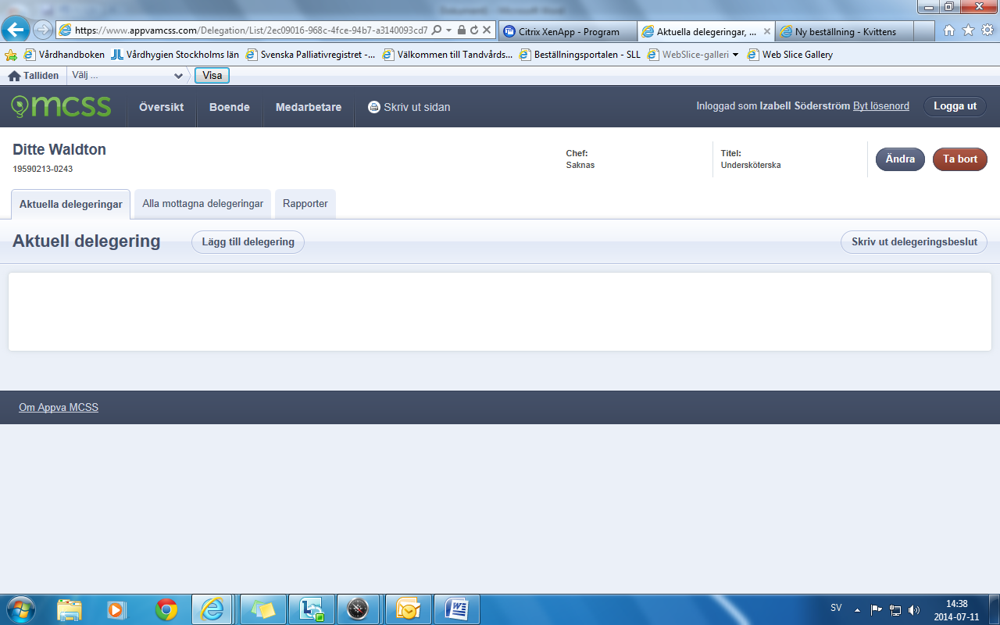 https://www.appvamcss.com/Delegation/List/2ec09016-968c-4fce-94b7-a3140093cd7
Citrix XenApp - Program
Aktuella delegeringar, ...
Ny beställning - Kvittens
Vårdhandboken
Vårdhygien Stockholms län
Svenska Palliativregistret -...
Välkommen till Tandvårds...
Beställningsportalen - SLL
WebSlice-galleri
Web Slice Gallery
Talliden
Välj ...
Visa
mcss
Översikt
Boende
Medarbetare
Skriv ut sidan
Inloggad som Izabell Söderström Byt lösenord
Logga ut
Ditte Waldton
19590213-0243
Chef:
Saknas
Titel:
Undersköterska
Ändra
Ta bort
Aktuella delegeringar
Alla mottagna delegeringar
Rapporter
Aktuell delegering
Lägg till delegering
Skriv ut delegeringsbeslut
Om Appva MCSS
SV
14:38
2014-07-11